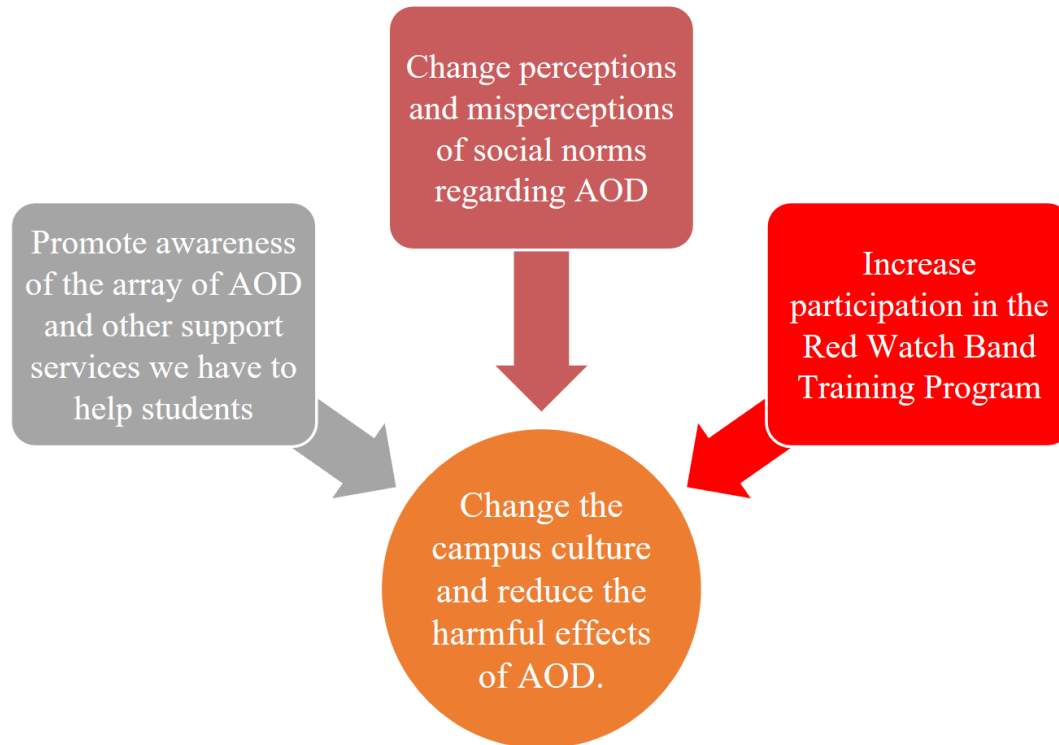 Change perceptions
and misperceptions
of social norms
regarding AOD
Promote awareness
of the array of AOD
and other support
services we have to
help students
Increase
participation in the
Red Watch Band
Training Program
Change the
campus culture
and reduce the
harmful effects
of AOD.